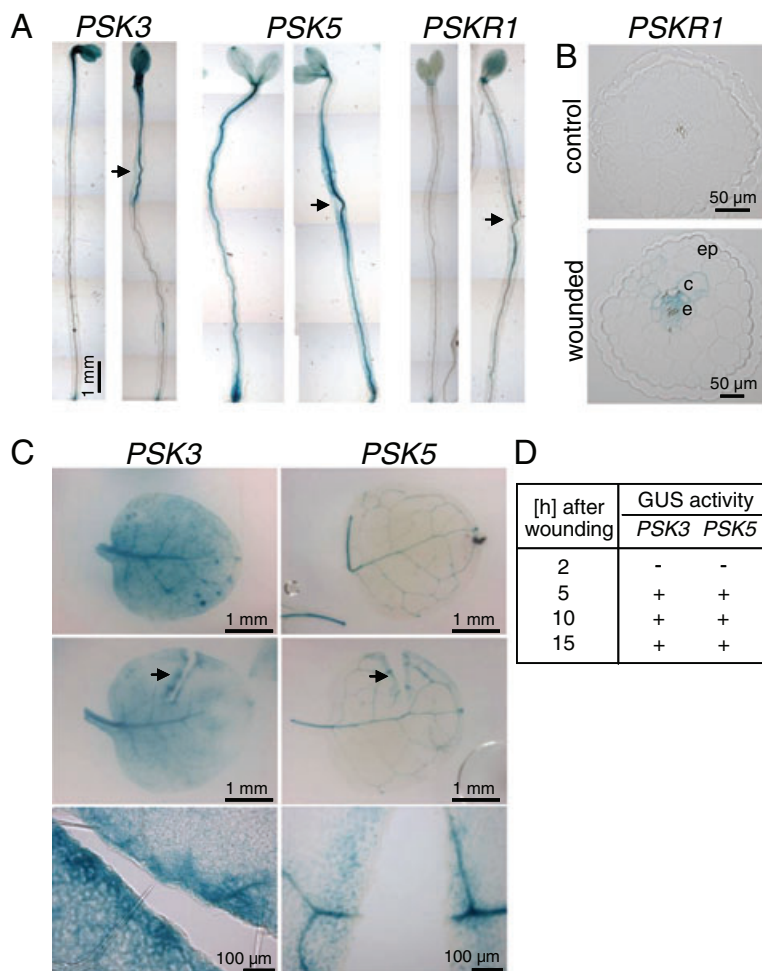 A
PSK3
PSK5
PSKR1
1 mm
B
PSKR1
control
50 µm
wounded
ep
c
e
50 µm
C
PSK3
PSK5
1 mm
1 mm
1 mm
1 mm
100 µm
100 µm
D
[h] after wounding
GUS activity
PSK3 PSK5
2 - -
5 + +
10 + +
15 + +